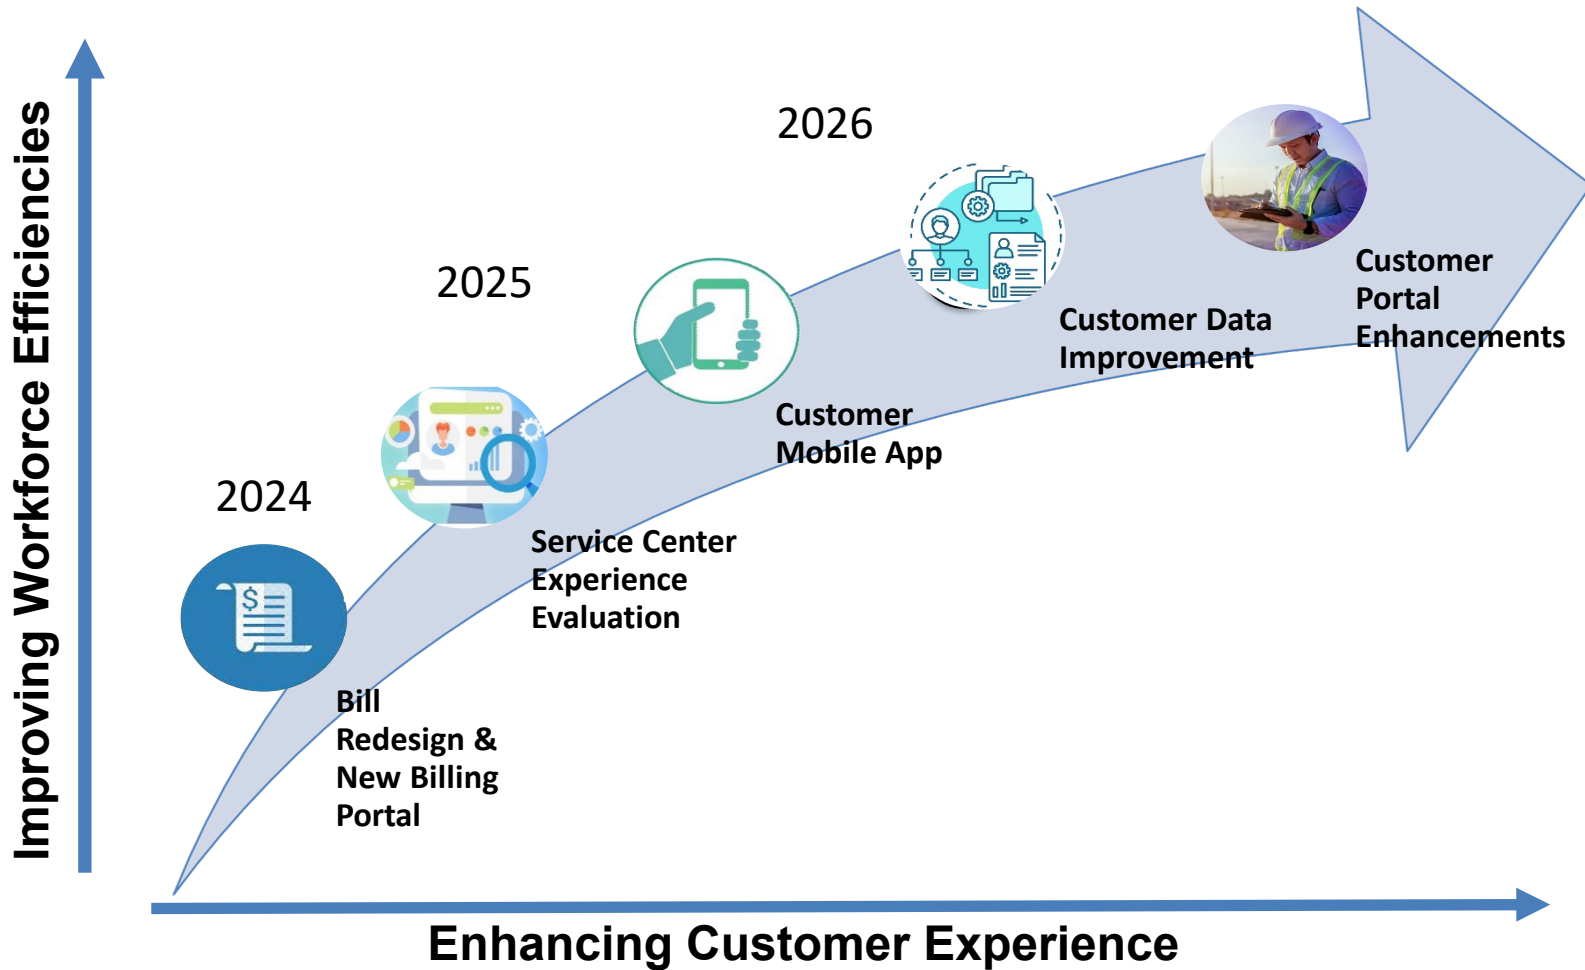 Improving Workforce Efficiencies
2024
Bill
Redesign &
New Billing
Portal
$
2025
Service Center
Experience
Evaluation
Customer
Mobile App
2026
Customer Data
Improvement
Customer
Portal
Enhancements
Enhancing Customer Experience